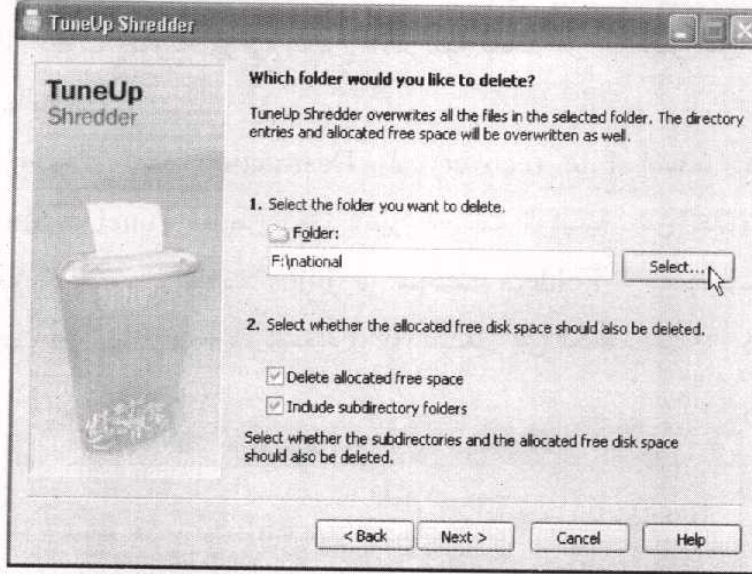 TuneUp Shredder
TuneUp
Shredder
Which folder would you like to delete?
TuneUp Shredder overwrites all the files in the selected folder. The directory
entries and allocated free space will be overwritten as well.
1. Select the folder you want to delete.
Folder:
F:\national
Select...
2. Select whether the allocated free disk space should also be deleted.
Delete allocated free space
Include subdirectory folders
Select whether the subdirectories and the allocated free disk space
should also be deleted.
< Back
Next >
Cancel
Help